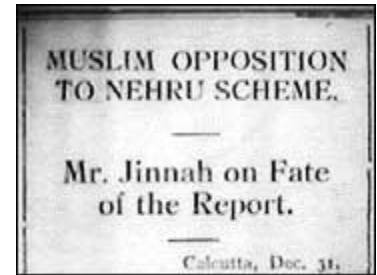 MUSLIM OPPOSITION
TO NEHRU SCHEME.
Mr. Jinnah on Fate
of the Report.
Calcutta, Dec. 31.